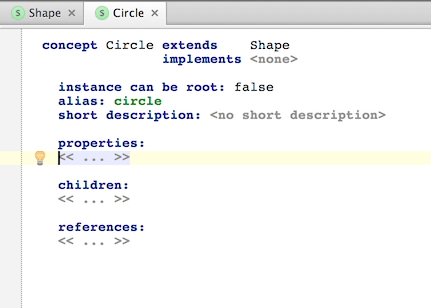 S Shape × S Circle ×
concept Circle extends Shape
implements <none>
instance can be root: false
alias: circle
short description: <no short description>
properties:
<< ... >>
children:
<< ... >>
references:
<< ... >>